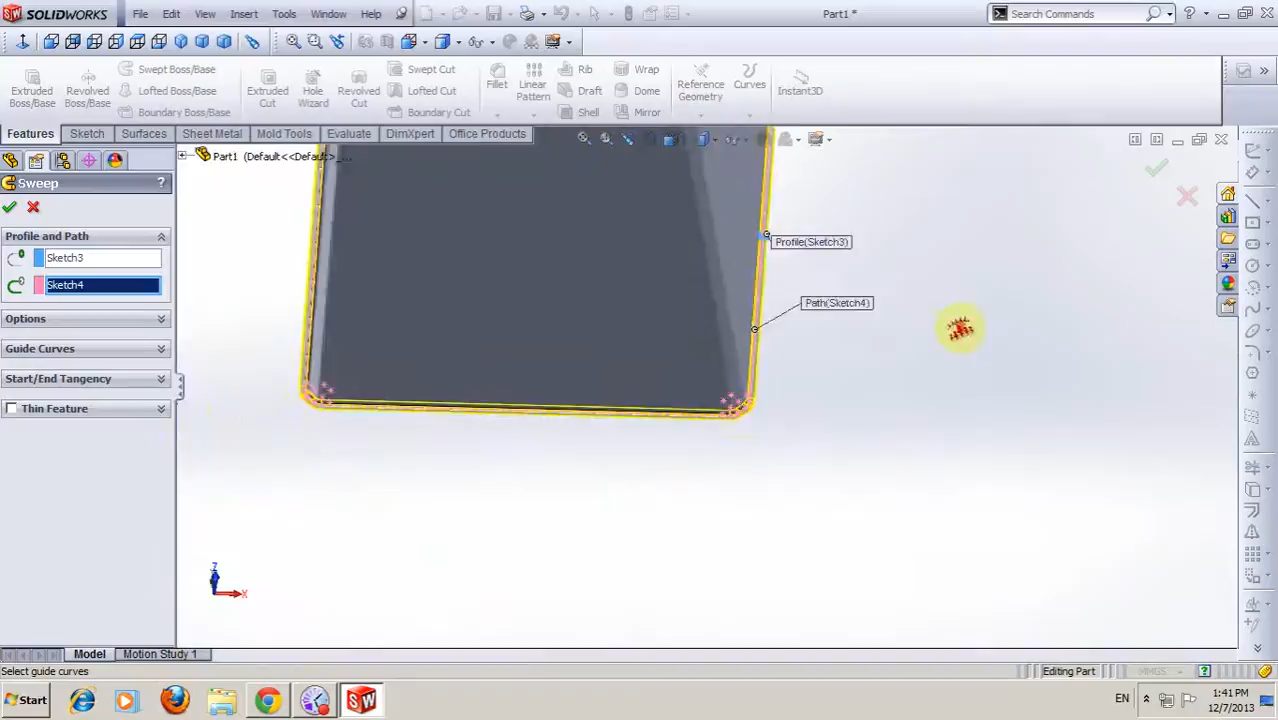 SW SOLIDWORKS File Edit View Insert Tools Window Help Part1 * Search Commands
Extruded Boss/Base Revolved Boss/Base Swept Boss/Base Lofted Boss/Base Boundary Boss/Base Extruded Cut Hole Wizard Revolved Cut Swept Cut Lofted Cut Boundary Cut Fillet Linear Pattern Rib Draft Shell Wrap Dome Mirror Reference Geometry Curves Instant3D
Features Sketch Surfaces Sheet Metal Mold Tools Evaluate DimXpert Office Products
Part1 (Default<<Default>_...
Sweep ?
Profile and Path
Sketch3
Sketch4
Options
Guide Curves
Start/End Tangency
Thin Feature
Profile(Sketch3)
Path(Sketch4)
Z
X
Model Motion Study 1
Select guide curves Editing Part MMGS
Start SW EN 1:41 PM
12/7/2013